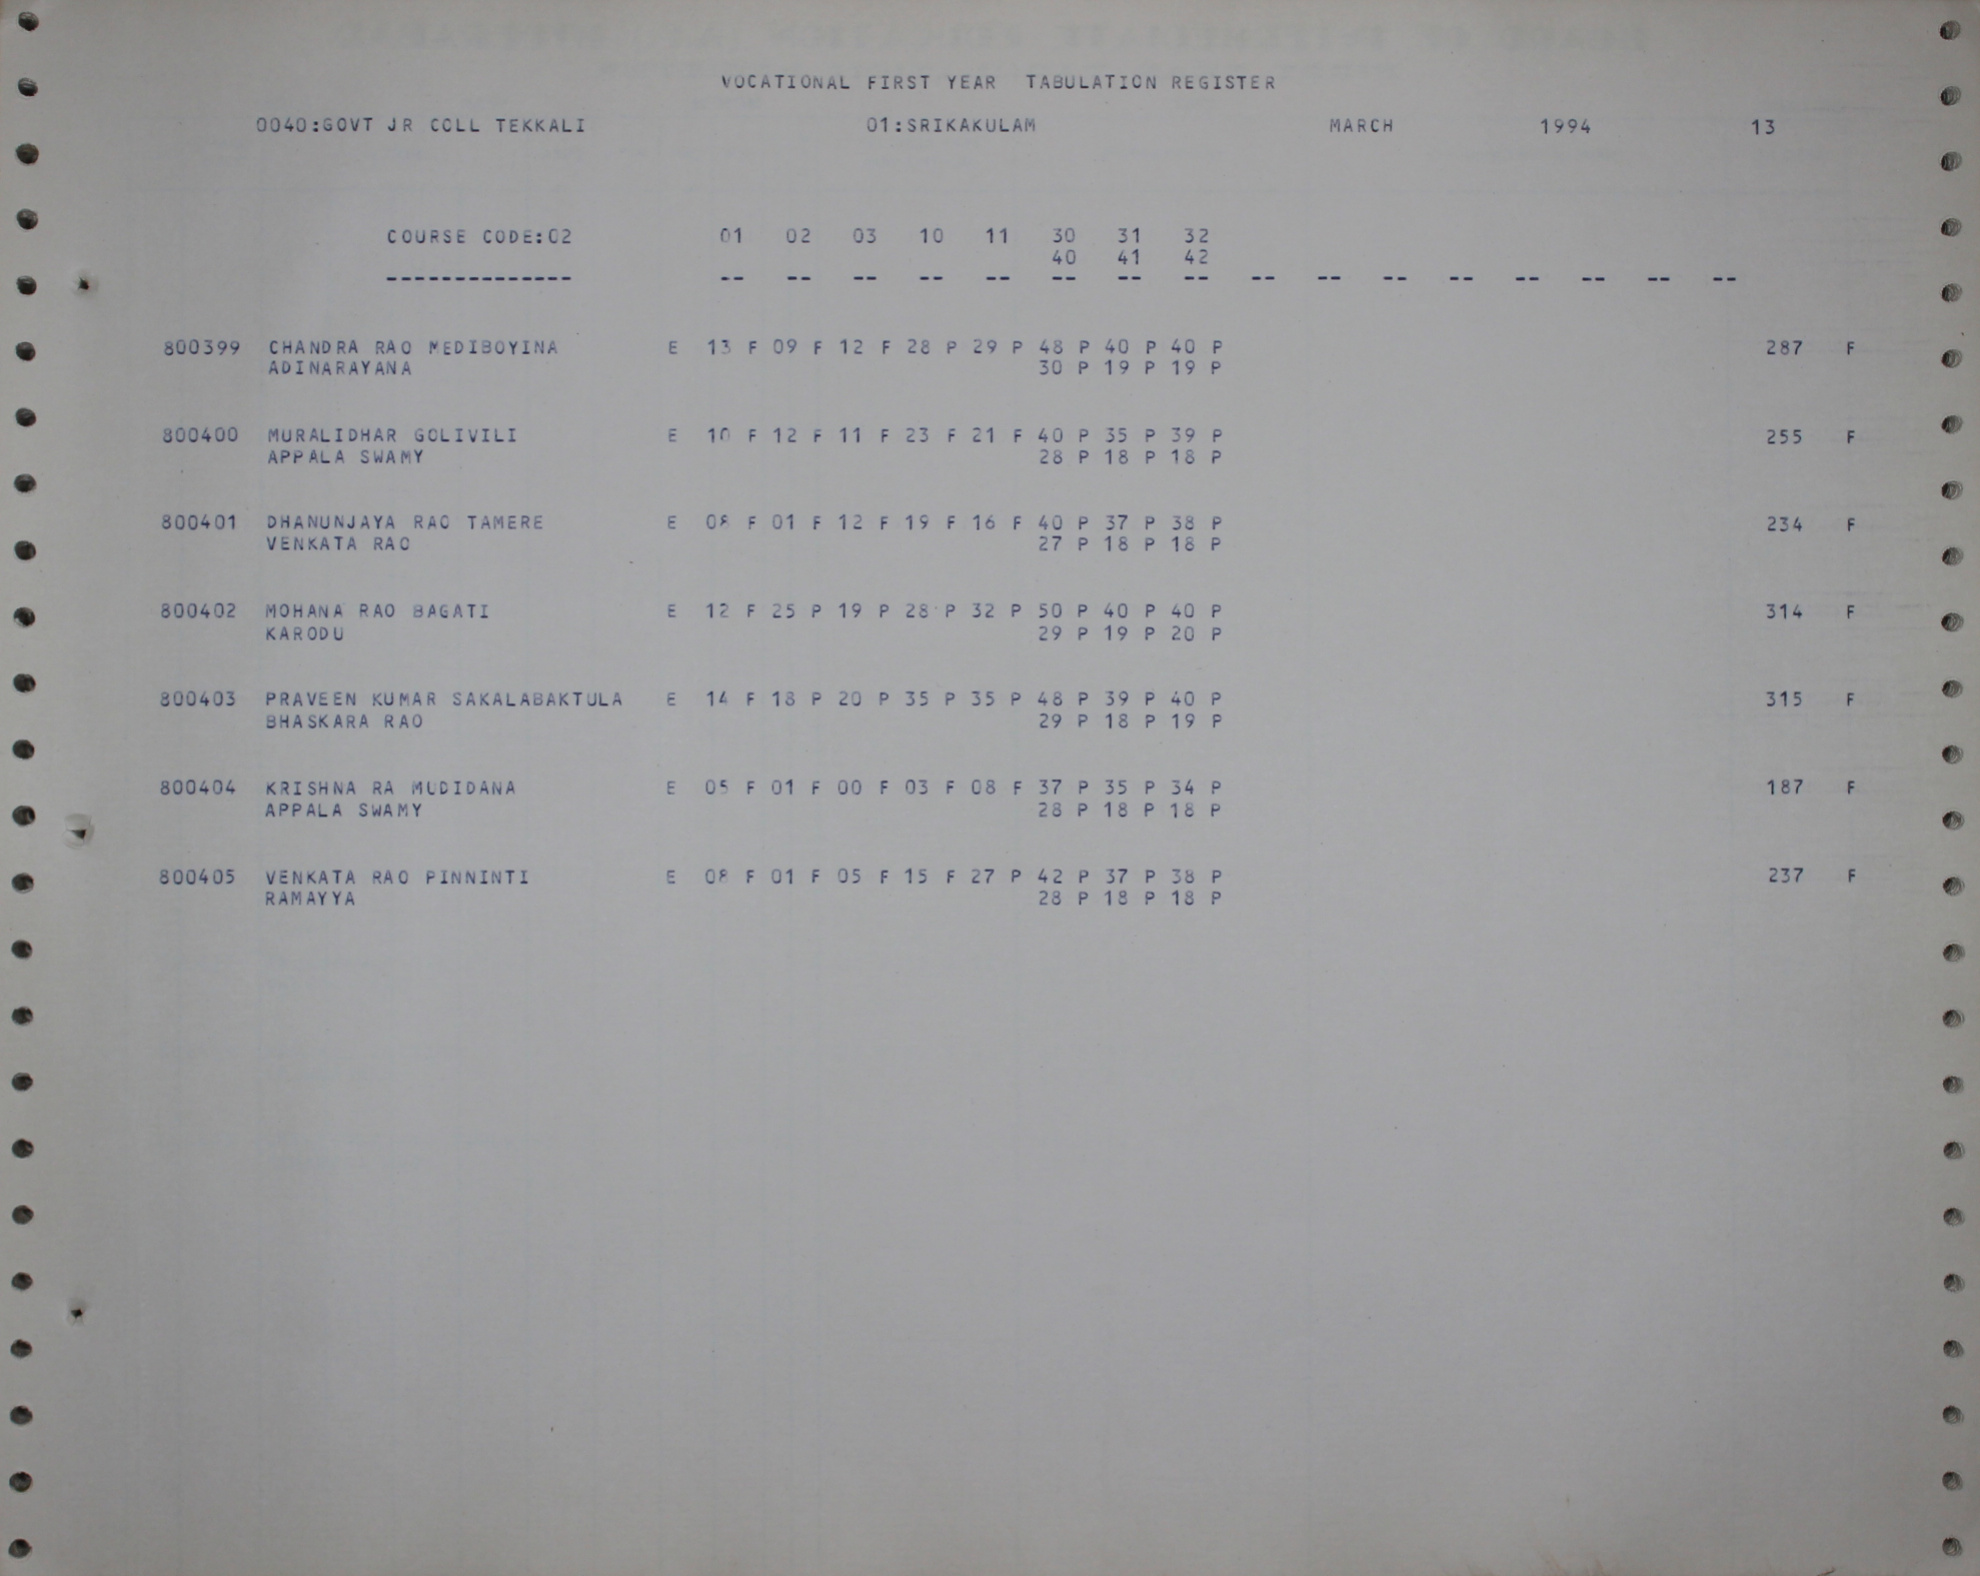 VOCATIONAL FIRST YEAR TABULATION REGISTER
0040:GOVT JR COLL TEKKALI 01:SRIKAKULAM MARCH 1994 13
COURSE CODE:02 01 02 03 10 11 30 31 32
40 41 42
-------------- -- -- -- -- -- -- -- -- -- -- -- -- -- -- -- --
800399 CHANDRA RAO MEDIBOYINA E 13 F 09 F 12 F 28 P 29 P 48 P 40 P 40 P 287 F
ADINARAYANA 30 P 19 P 19 P
800400 MURALIDHAR GOLIVILI E 10 F 12 F 11 F 23 F 21 F 40 P 35 P 39 P 255 F
APPALA SWAMY 28 P 18 P 18 P
800401 DHANUNJAYA RAO TAMERE E 08 F 01 F 12 F 19 F 16 F 40 P 37 P 38 P 234 F
VENKATA RAO 27 P 18 P 18 P
800402 MOHANA RAO BAGATI E 12 F 25 P 19 P 28 P 32 P 50 P 40 P 40 P 314 F
KARODU 29 P 19 P 20 P
800403 PRAVEEN KUMAR SAKALABAKTULA E 14 F 18 P 20 P 35 P 35 P 48 P 39 P 40 P 315 F
BHASKARA RAO 29 P 18 P 19 P
800404 KRISHNA RA MUDIDANA E 05 F 01 F 00 F 03 F 08 F 37 P 35 P 34 P 187 F
APPALA SWAMY 28 P 18 P 18 P
800405 VENKATA RAO PINNINTI E 08 F 01 F 05 F 15 F 27 P 42 P 37 P 38 P 237 F
RAMAYYA 28 P 18 P 18 P